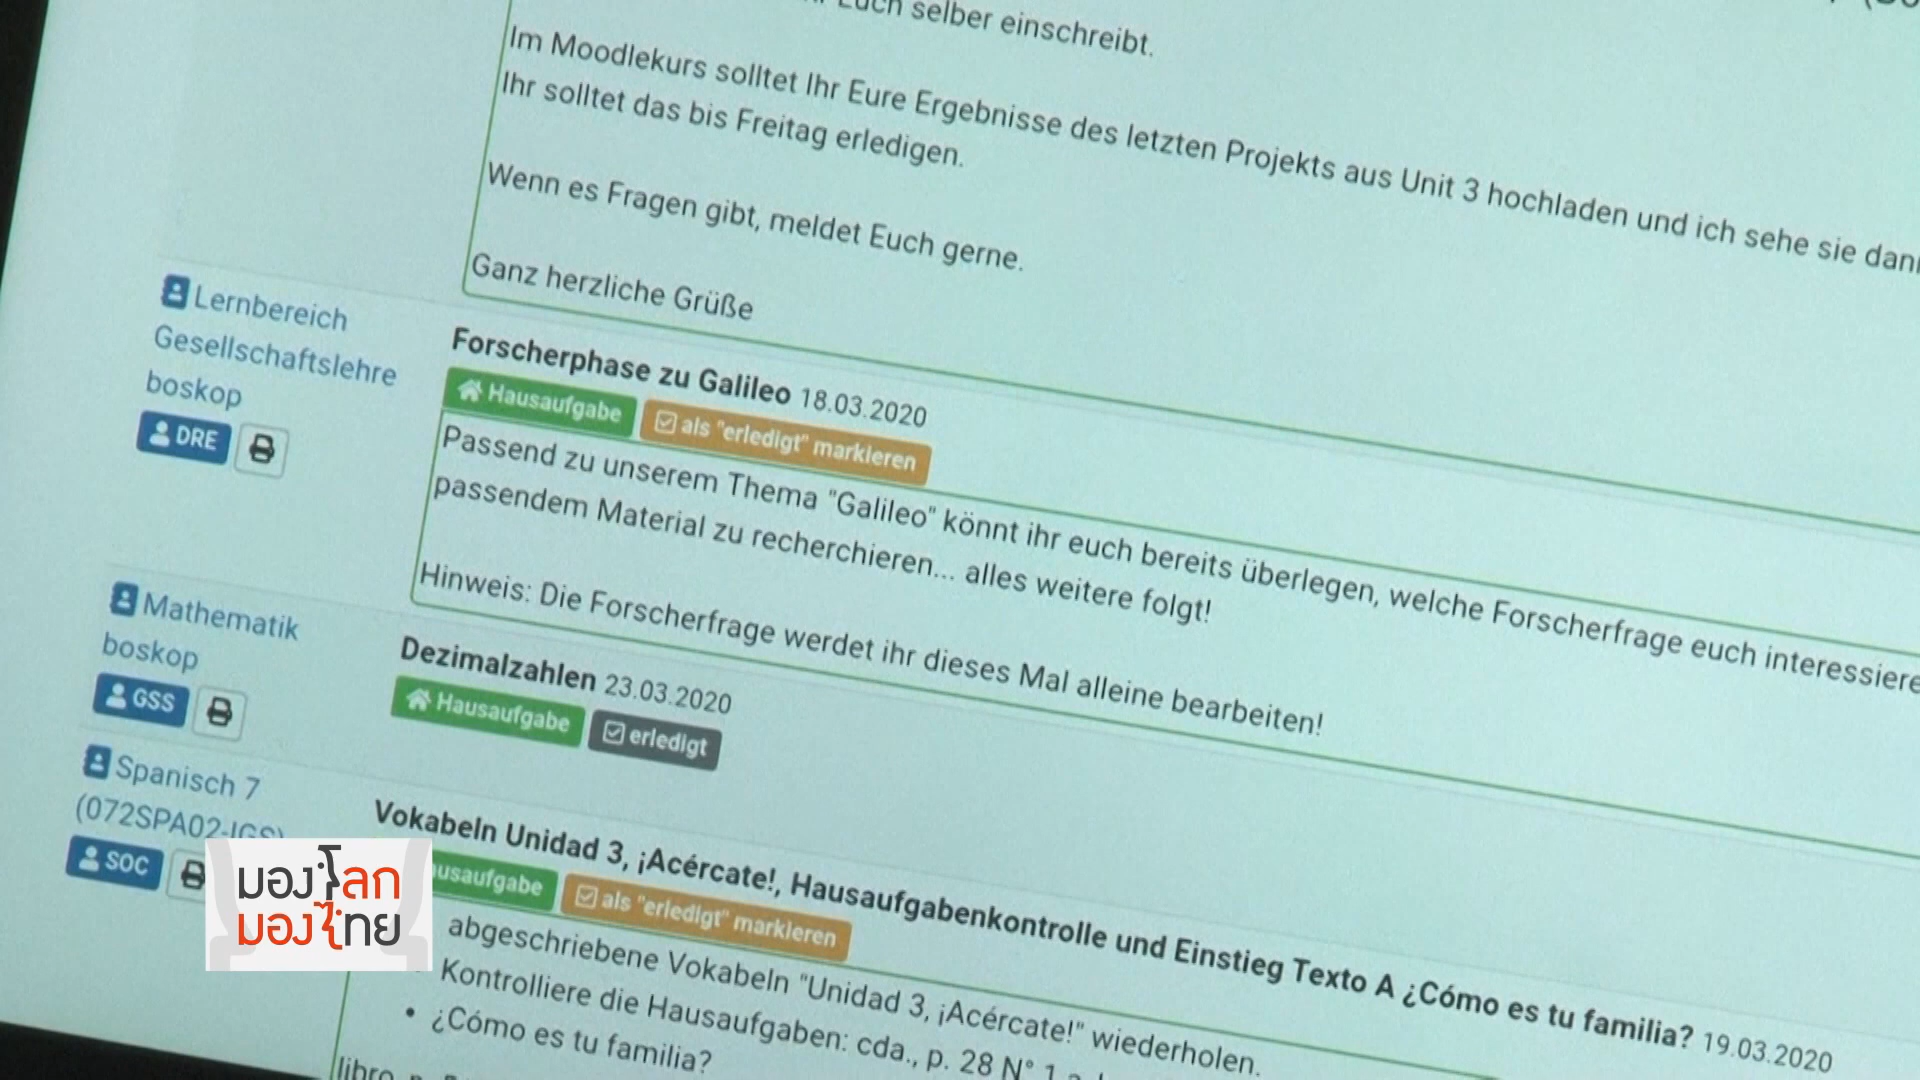 Euch selber einschreibt.
Im Moodlekurs solltet Ihr Eure Ergebnisse des letzten Projekts aus Unit 3 hochladen und ich sehe sie dann
Ihr solltet das bis Freitag erledigen.
Wenn es Fragen gibt, meldet Euch gerne.
Ganz herzliche Grüße
Lernbereich
Gesellschaftslehre
boskop
DRE
Forscherphase zu Galileo 18.03.2020
Hausaufgabe als "erledigt" markieren
Passend zu unserem Thema "Galileo" könnt ihr euch bereits überlegen, welche Forscherfrage euch interessiere
passendem Material zu recherchieren... alles weitere folgt!
Hinweis: Die Forscherfrage werdet ihr dieses Mal alleine bearbeiten!
Mathematik
boskop
GSS
Dezimalzahlen 23.03.2020
Hausaufgabe erledigt
Spanisch 7
(072SPA02-IGS)
SOC
Vokabeln Unidad 3, ¡Acércate!, Hausaufgabenkontrolle und Einstieg Texto A ¿Cómo es tu familia? 19.03.2020
usaufgabe als "erledigt" markieren
abgeschriebene Vokabeln "Unidad 3, ¡Acércate!" wiederholen.
Kontrolliere die Hausaufgaben: cda., p. 28 N° 1
• ¿Cómo es tu familia?
libro
มองโลก
มองไทย